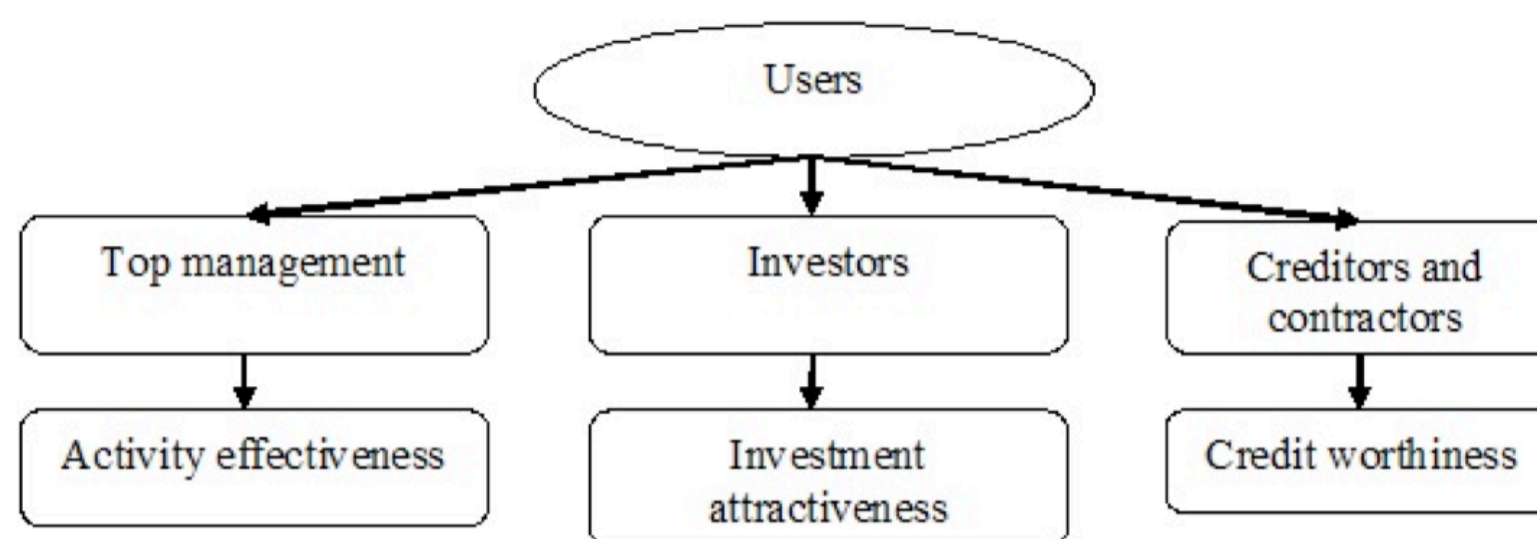 Users
Top management
Investors
Creditors and
contractors
Activity effectiveness
Investment
attractiveness
Credit worthiness